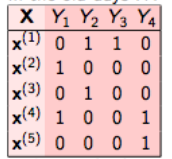 X Y₁ Y₂ Y₃ Y₄
x⁽¹⁾ 0 1 1 0
x⁽²⁾ 1 0 0 0
x⁽³⁾ 0 1 0 0
x⁽⁴⁾ 1 0 0 1
x⁽⁵⁾ 0 0 0 1